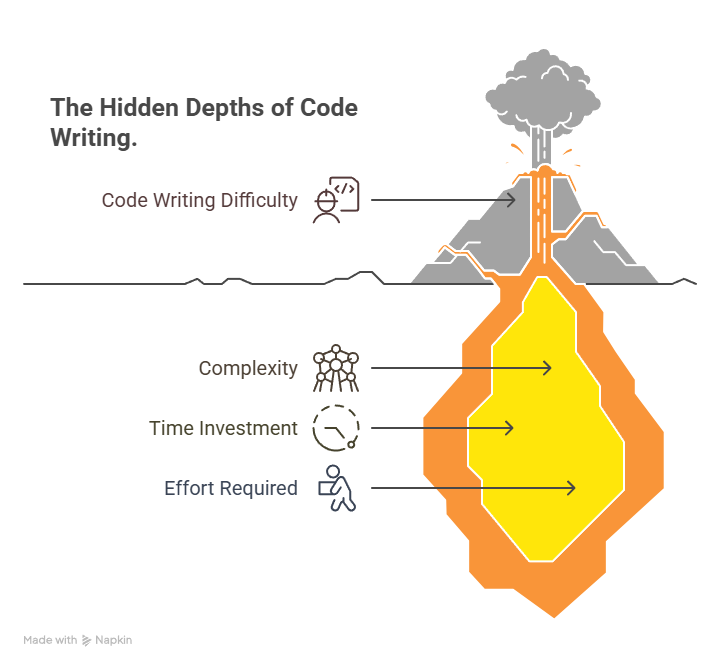 The Hidden Depths of Code
Writing.
Code Writing Difficulty
</>
Complexity
Time Investment
Effort Required
Made with Napkin